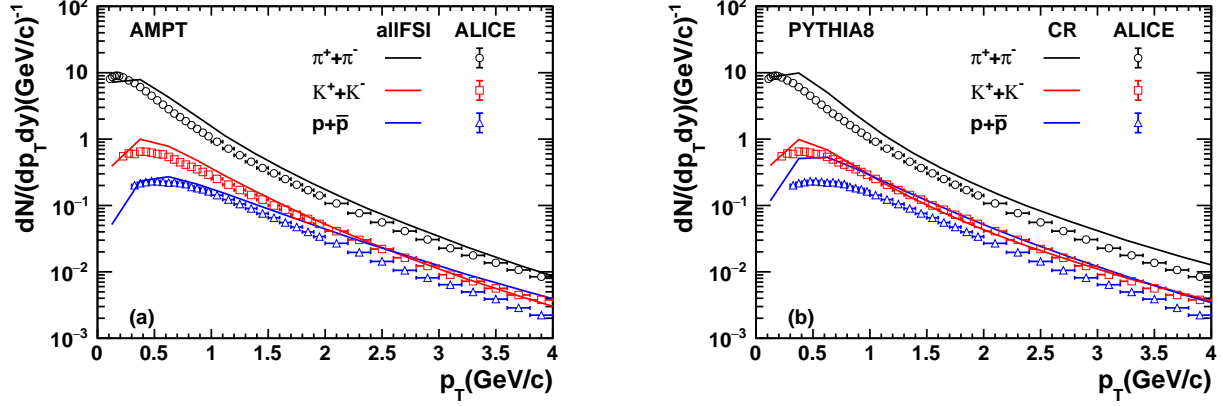 AMPT allFSI ALICE
π⁺+π⁻
K⁺+K⁻
p+p̅
dN/(dp_T dy)(GeV/c)⁻¹
10²
10
1
10⁻¹
10⁻²
10⁻³
(a)
0 0.5 1 1.5 2 2.5 3 3.5 4
p_T(GeV/c)
PYTHIA8 CR ALICE
π⁺+π⁻
K⁺+K⁻
p+p̅
dN/(dp_T dy)(GeV/c)⁻¹
10²
10
1
10⁻¹
10⁻²
10⁻³
(b)
0 0.5 1 1.5 2 2.5 3 3.5 4
p_T(GeV/c)